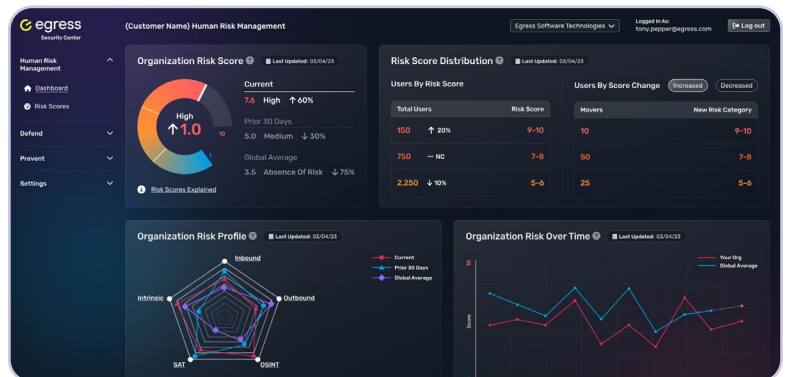 egress
Security Center
{Customer Name} Human Risk Management
Egress Software Technologies
Logged In As:
tony.pepper@egress.com
Log out
Human Risk
Management
Dashboard
Risk Scores
Defend
Prevent
Settings
Organization Risk Score ? Last Updated: 03/04/23
High
↑1.0
10
1
Current
7.6 High ↑ 60%
Prior 30 Days
5.0 Medium ↓ 30%
Global Average
3.5 Absence Of Risk ↓ 75%
i Risk Scores Explained
Risk Score Distribution ? Last Updated: 03/04/23
Users By Risk Score
Total Users Risk Score
150 ↑ 20% 9-10
750 — NC 7-8
2,250 ↓ 10% 5-6
Users By Score Change Increased Decreased
Movers New Risk Category
10 9-10
50 7-8
25 5-6
Organization Risk Profile ? Last Updated: 03/04/23
Inbound
Outbound
OSINT
SAT
Intrinsic
Current
Prior 30 Days
Global Average
Organization Risk Over Time ? Last Updated: 03/04/23
Your Org
Global Average
10
Score